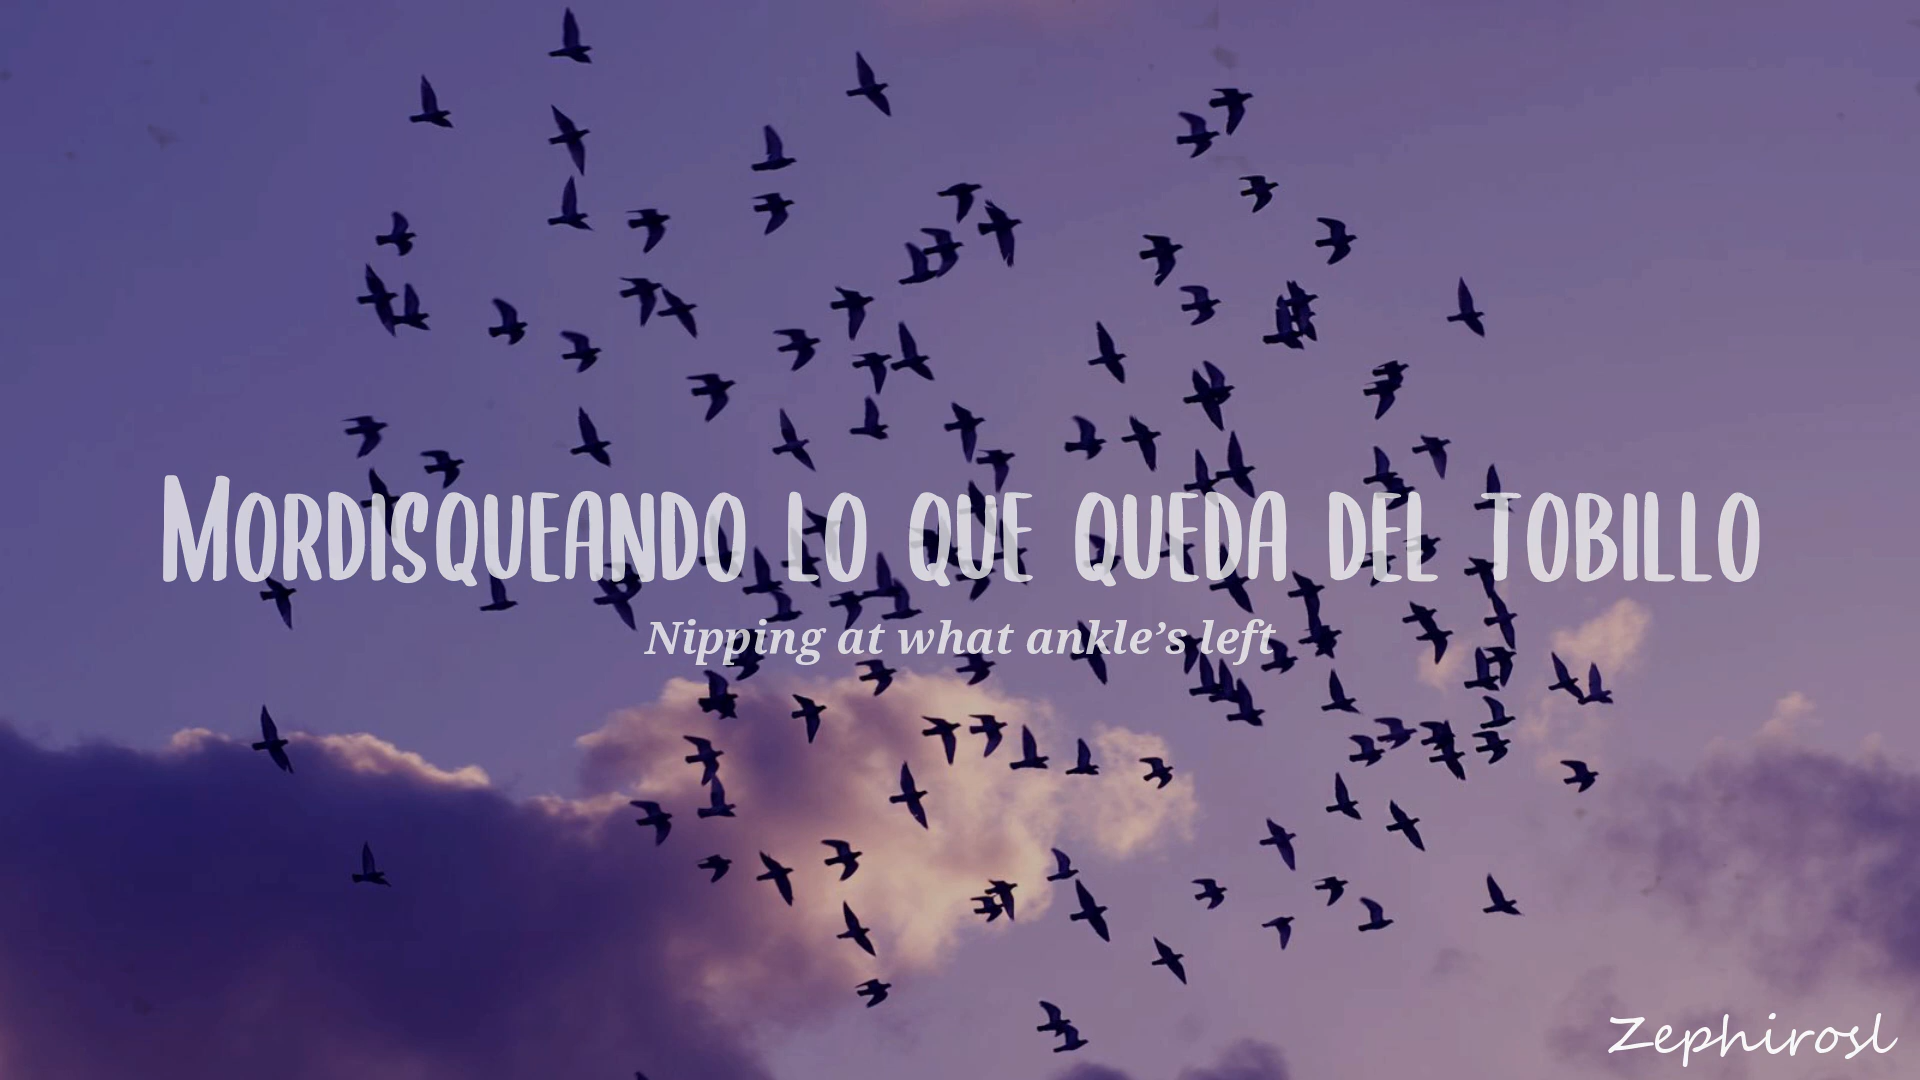 Mordisqueando lo que queda del tobillo
Nipping at what ankle’s left
Zephirosl